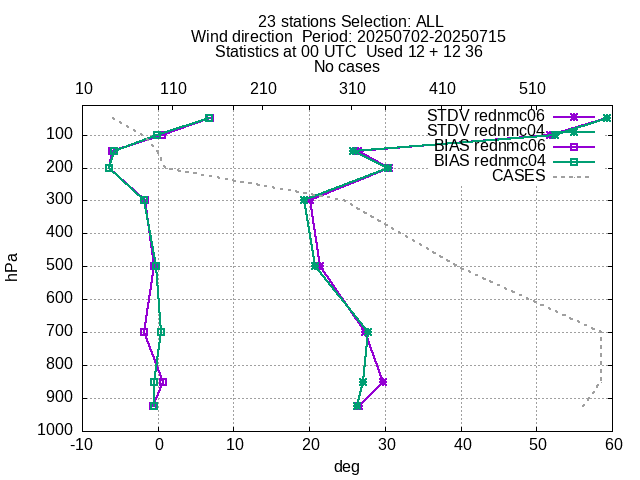 23 stations Selection: ALL
Wind direction  Period: 20250702-20250715
Statistics at 00 UTC  Used 12 + 12 36
No cases
10 110 210 310 410 510
STDV rednmc06
STDV rednmc04
BIAS rednmc06
BIAS rednmc04
CASES
100
200
300
400
500
600
700
800
900
1000
hPa
-10 0 10 20 30 40 50 60
deg